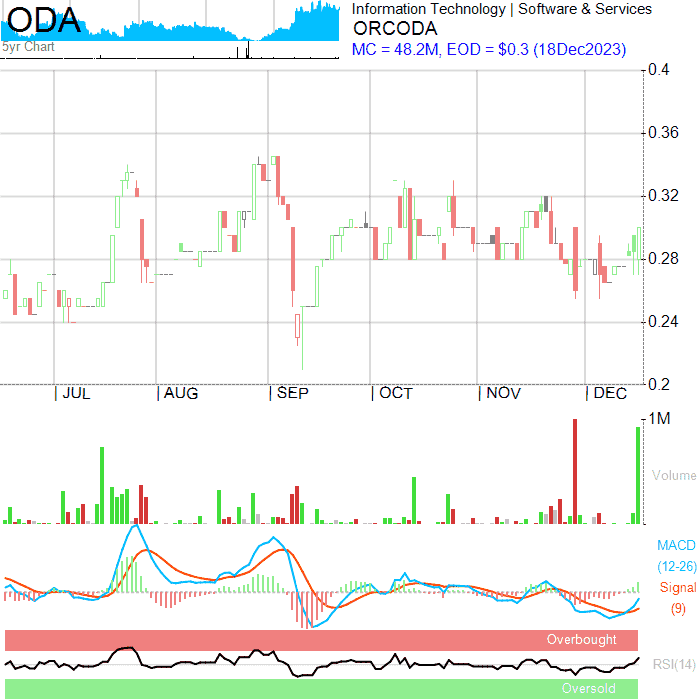 ODA
5yr Chart
Information Technology | Software & Services
ORCODA
MC = 48.2M, EOD = $0.3 (18Dec2023)
0.4
0.36
0.32
0.28
0.24
0.2
| JUL | AUG | SEP | OCT | NOV | DEC
1M
Volume
MACD
(12-26)
Signal
(9)
Overbought
RSI(14)
Oversold